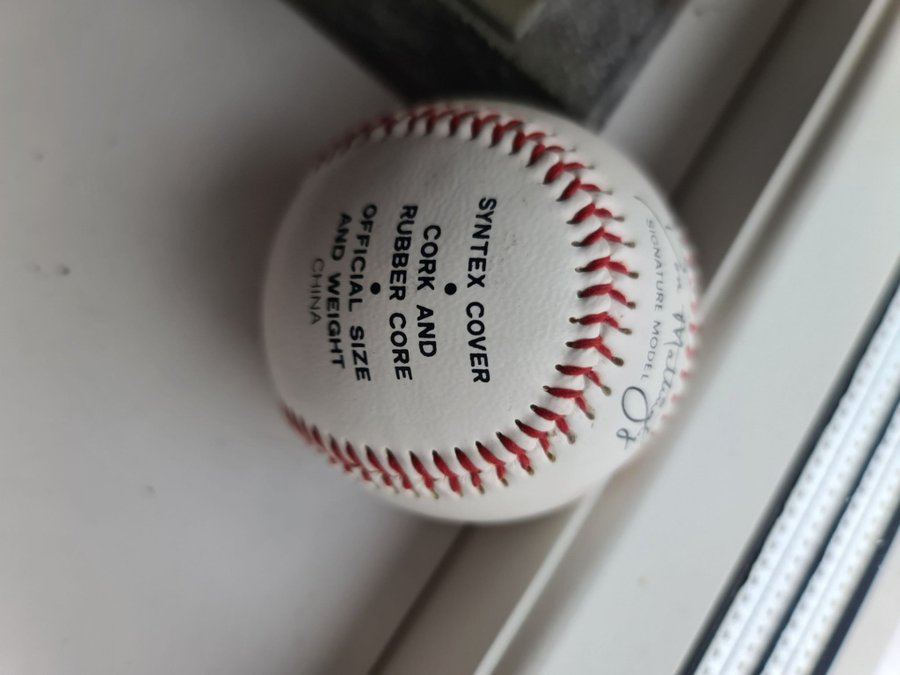 SYNTEX COVER
•
CORK AND
RUBBER CORE
•
OFFICIAL SIZE
AND WEIGHT
CHINA
SIGNATURE MODEL